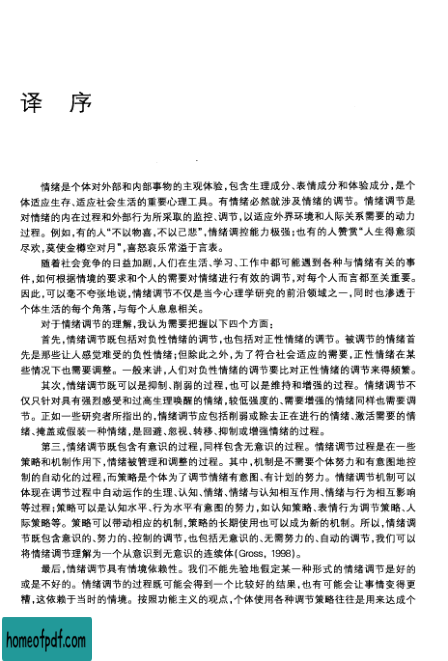 译 序
情绪是个体对外部和内部事物的主观体验,包含生理成分、表情成分和体验成分,是个
体适应生存、适应社会生活的重要心理工具。有情绪必然就涉及情绪的调节。情绪调节是
对情绪的内在过程和外部行为所采取的监控、调节,以适应外界环境和人际关系需要的动力
过程。例如,有的人“不以物喜,不以己悲”,情绪调控能力极强;也有的人赞赏“人生得意须
尽欢,莫使金樽空对月”,喜怒哀乐常溢于言表。
随着社会竞争的日益加剧,人们在生活、学习、工作中都可能遇到各种与情绪有关的事
件,如何根据情境的要求和个人的需要对情绪进行有效的调节,对每个人而言都至关重要。
因此,可以毫不夸张地说,情绪调节不仅是当今心理学研究的前沿领域之一,同时也渗透于
个体生活的每个角落,与每个人息息相关。
对于情绪调节的理解,我认为需要把握以下四个方面:
首先,情绪调节既包括对负性情绪的调节,也包括对正性情绪的调节。被调节的情绪首
先是那些让人感觉难受的负性情绪;但除此之外,为了符合社会适应的需要,正性情绪在某
些情况下也需要调整。一般来讲,人们对负性情绪的调节要比对正性情绪的调节来得频繁。
其次,情绪调节既可以是抑制、削弱的过程,也可以是维持和增强的过程。情绪调节不
仅只针对具有强烈感受和过高生理唤醒的情绪,较低强度的、需要增强的情绪同样也需要调
节。正如一些研究者所指出的,情绪调节应包括削弱或除去正在进行的情绪、激活需要的情
绪、掩盖或假装一种情绪,是回避、忽视、转移、抑制或增强情绪的过程。
第三,情绪调节既包含有意识的过程,同样包含无意识的过程。情绪调节过程是在一些
策略和机制作用下,情绪被管理和调整的过程。其中,机制是不需要个体努力和有意图地控
制的自动化的过程,而策略是个体为了调节情绪有意图、有计划的努力。情绪调节机制可以
体现在调节过程中自动运作的生理、认知、情绪、情绪与认知相互作用、情绪与行为相互影响
等过程;策略可以是认知水平、行为水平有意图的努力,如认知策略、表情行为调节策略、人
际策略等。策略可以带动相应的机制,策略的长期使用也可以成为新的机制。所以,情绪调
节既包含意识的、努力的、控制的调节,也包括无意识的、无需努力的、自动的调节,我们可以
将情绪调节理解为一个从意识到无意识的连续体(Gross, 1998)。
最后,情绪调节具有情境依赖性。我们不能先验地假定某一种形式的情绪调节是好的
或是不好的。情绪调节的过程既可能会得到一个比较好的结果,也有可能会让事情变得更
糟,这依赖于当时的情境。按照功能主义的观点,个体使用各种调节策略往往是用来达成个
homeofpdf.com